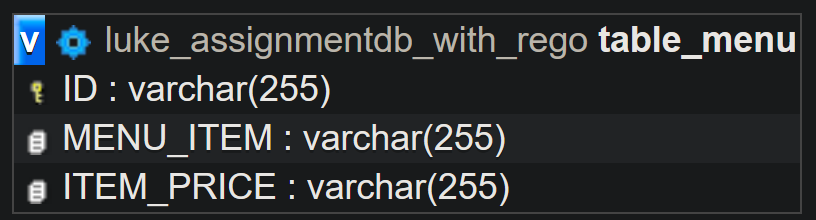 v luke_assignmentdb_with_rego table_menu
ID : varchar(255)
MENU_ITEM : varchar(255)
ITEM_PRICE : varchar(255)